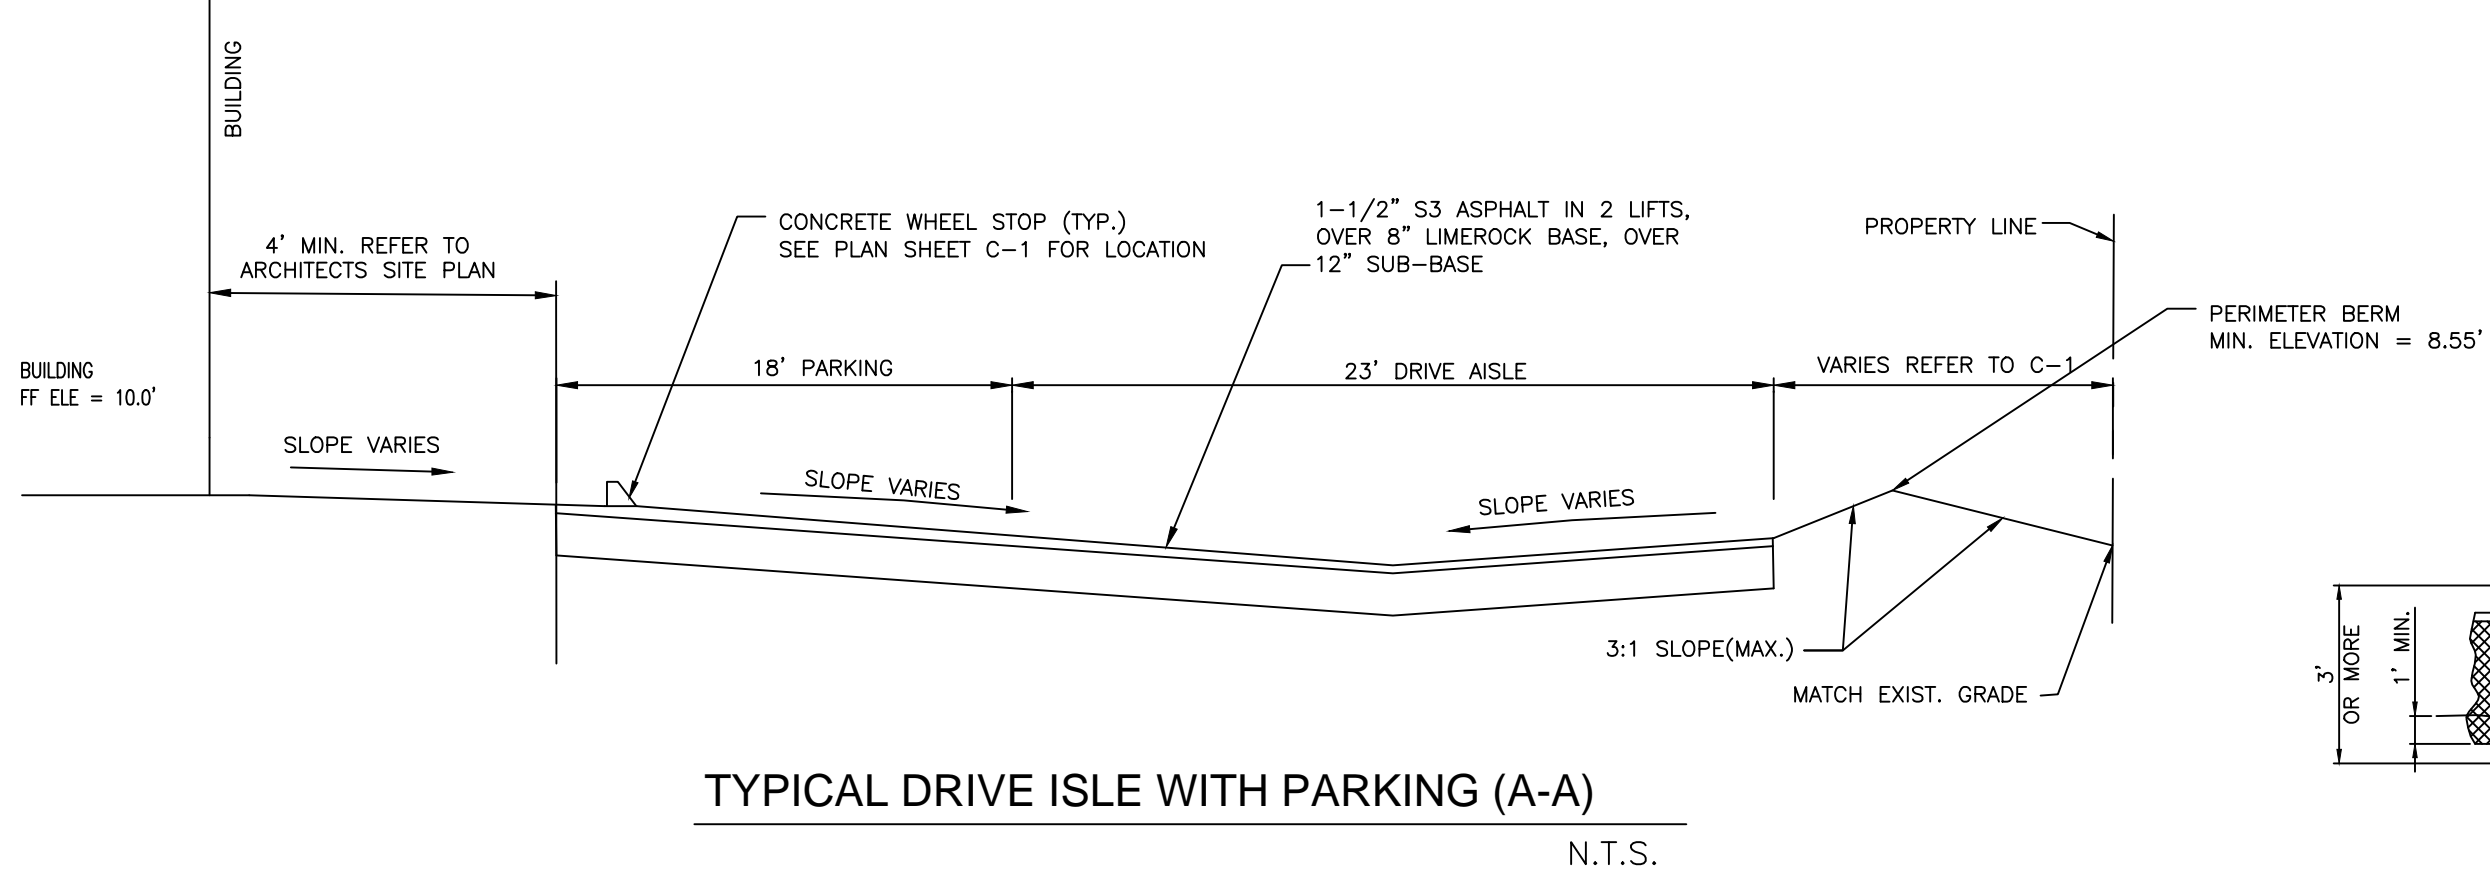 BUILDING
4' MIN. REFER TO
ARCHITECTS SITE PLAN
CONCRETE WHEEL STOP (TYP.)
SEE PLAN SHEET C-1 FOR LOCATION
1-1/2" S3 ASPHALT IN 2 LIFTS,
OVER 8" LIMEROCK BASE, OVER
12" SUB-BASE
PROPERTY LINE
PERIMETER BERM
MIN. ELEVATION = 8.55'
BUILDING
FF ELE = 10.0'
18' PARKING
23' DRIVE AISLE
VARIES REFER TO C-1
SLOPE VARIES
SLOPE VARIES
SLOPE VARIES
3:1 SLOPE(MAX.)
MATCH EXIST. GRADE
3'
OR MORE
1' MIN.
TYPICAL DRIVE ISLE WITH PARKING (A-A)
N.T.S.